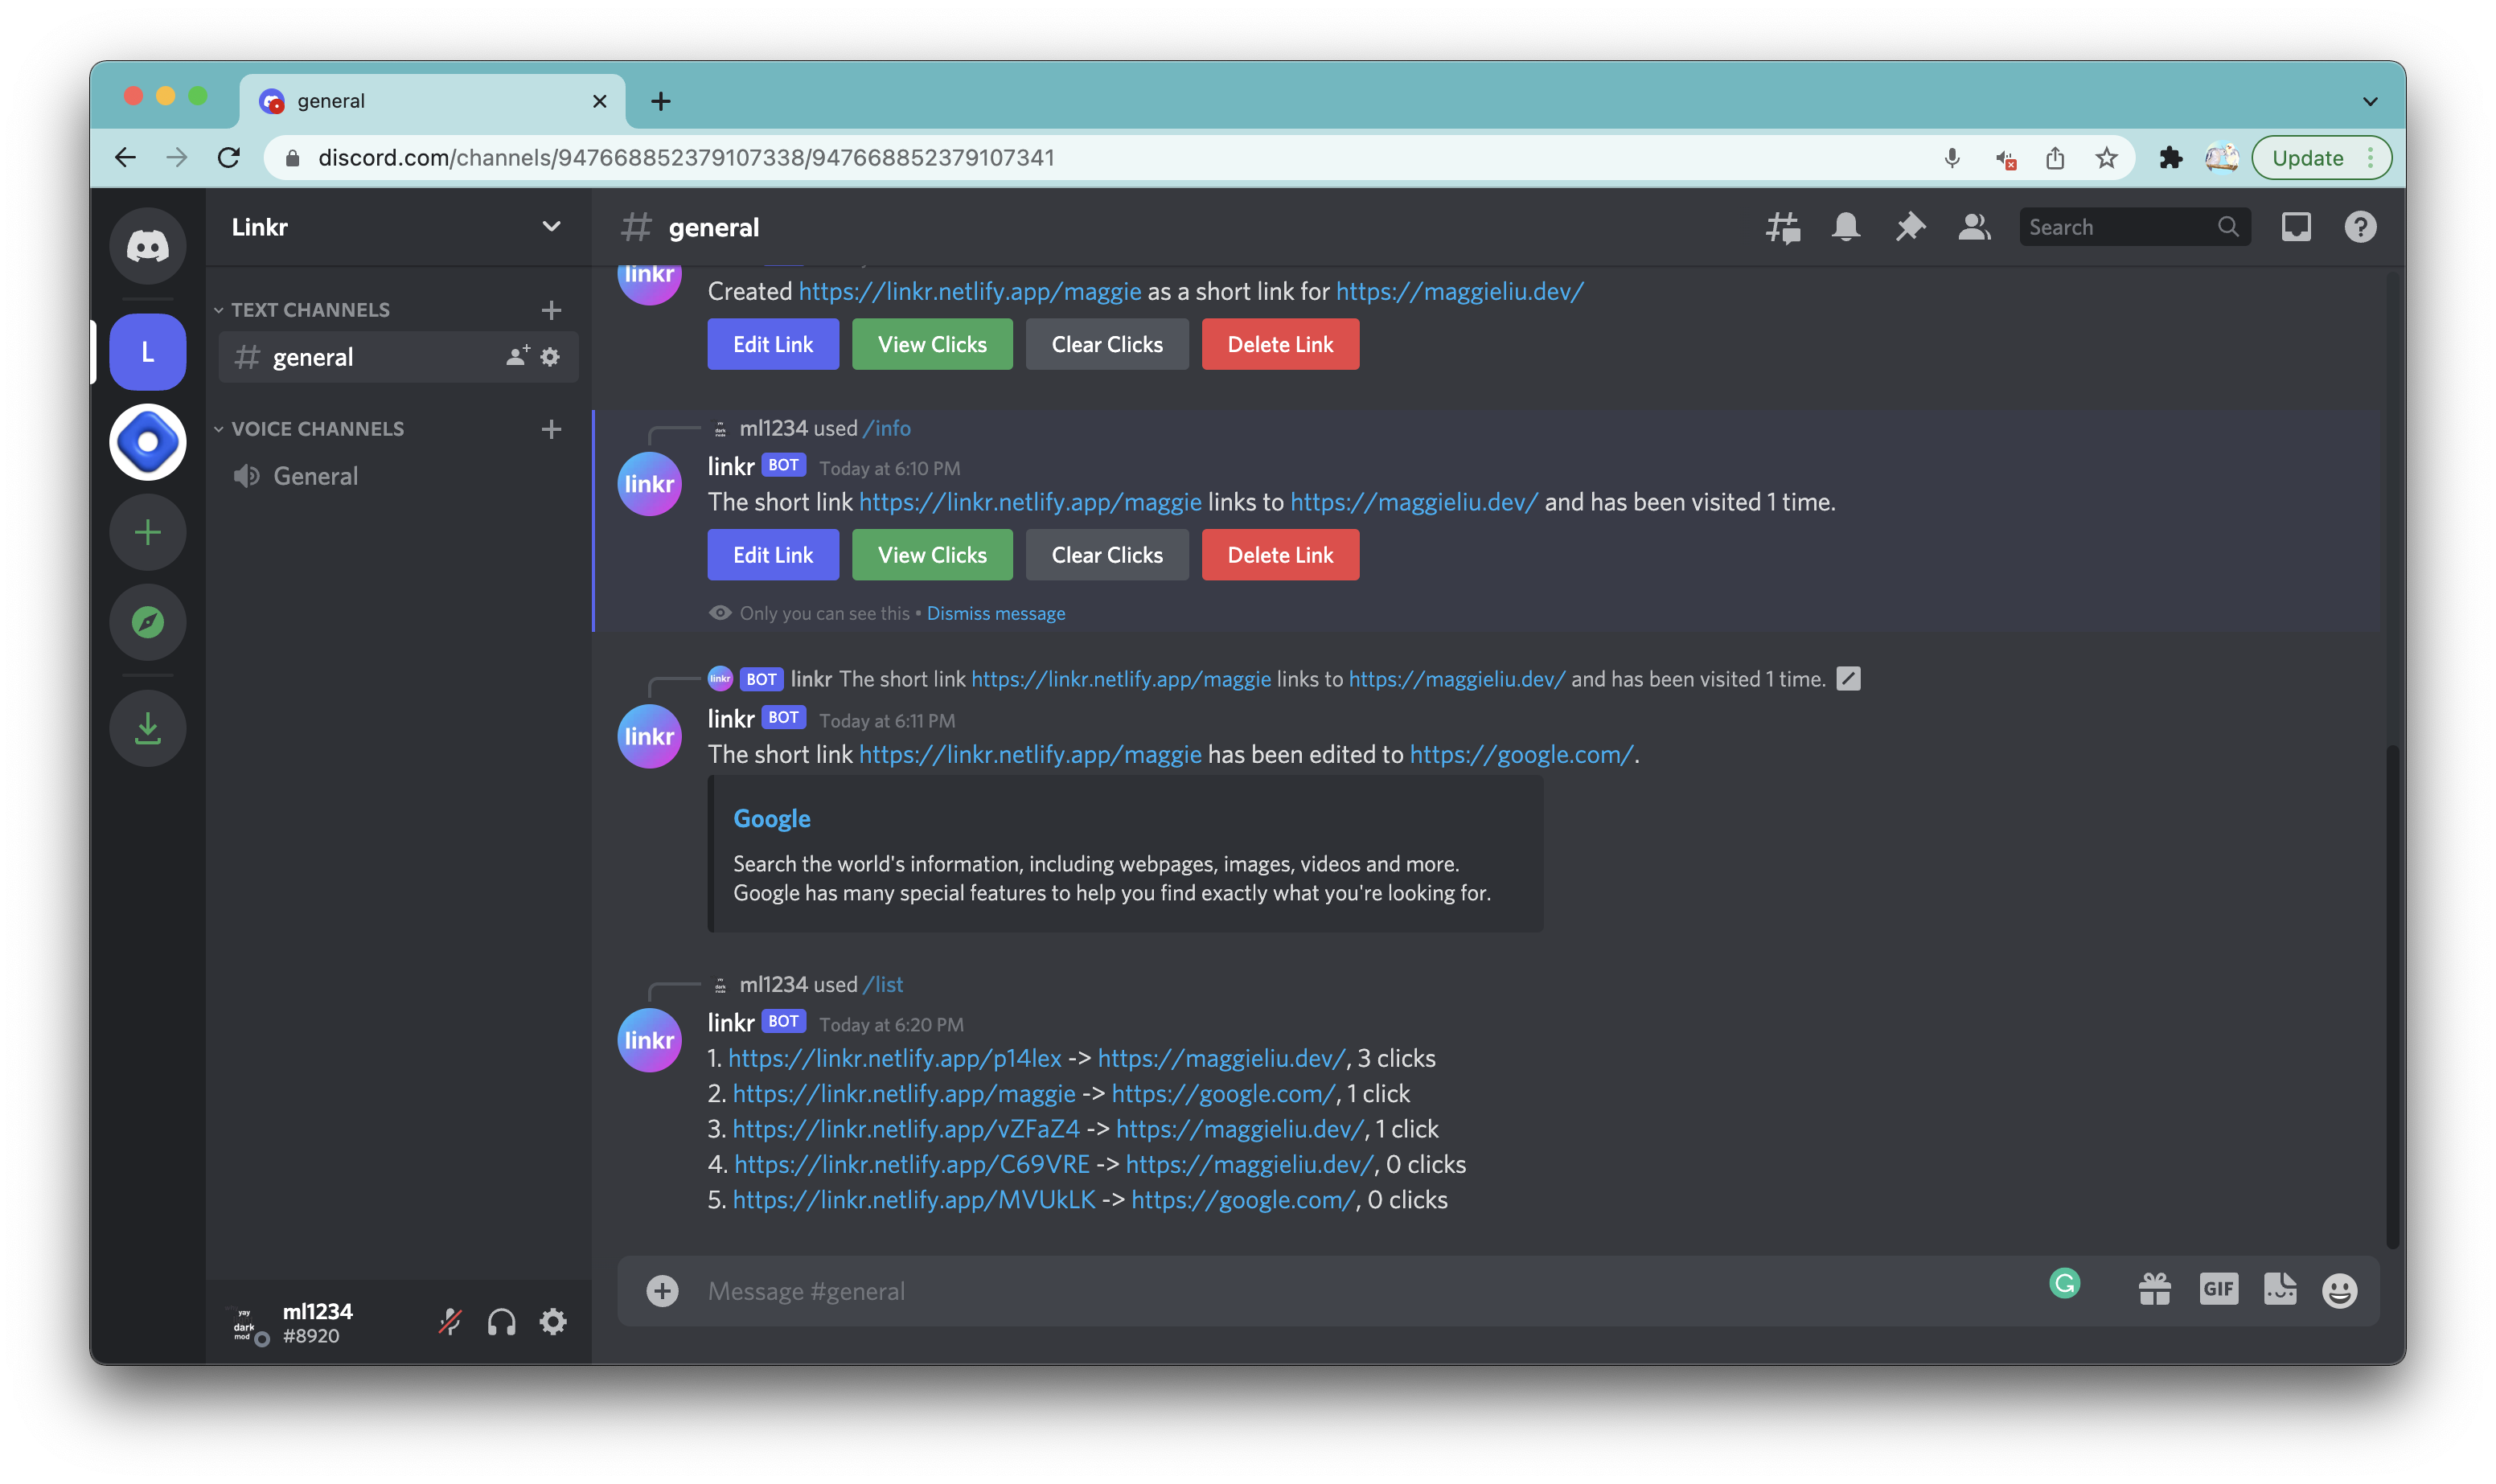 general
discord.com/channels/947668852379107338/947668852379107341
Update
Linkr
general
Search
TEXT CHANNELS
general
VOICE CHANNELS
General
L
linkr
Created https://linkr.netlify.app/maggie as a short link for https://maggieliu.dev/
Edit Link View Clicks Clear Clicks Delete Link
ml1234 used /info
linkr
linkr BOT Today at 6:10 PM
The short link https://linkr.netlify.app/maggie links to https://maggieliu.dev/ and has been visited 1 time.
Edit Link View Clicks Clear Clicks Delete Link
Only you can see this • Dismiss message
linkr BOT linkr The short link https://linkr.netlify.app/maggie links to https://maggieliu.dev/ and has been visited 1 time.
linkr
linkr BOT Today at 6:11 PM
The short link https://linkr.netlify.app/maggie has been edited to https://google.com/.
Google
Search the world's information, including webpages, images, videos and more.
Google has many special features to help you find exactly what you're looking for.
ml1234 used /list
linkr
linkr BOT Today at 6:20 PM
1. https://linkr.netlify.app/p14lex -> https://maggieliu.dev/, 3 clicks
2. https://linkr.netlify.app/maggie -> https://google.com/, 1 click
3. https://linkr.netlify.app/vZFaZ4 -> https://maggieliu.dev/, 1 click
4. https://linkr.netlify.app/C69VRE -> https://maggieliu.dev/, 0 clicks
5. https://linkr.netlify.app/MVUkLK -> https://google.com/, 0 clicks
Message #general
GIF
yay
dark
mod
ml1234
#8920